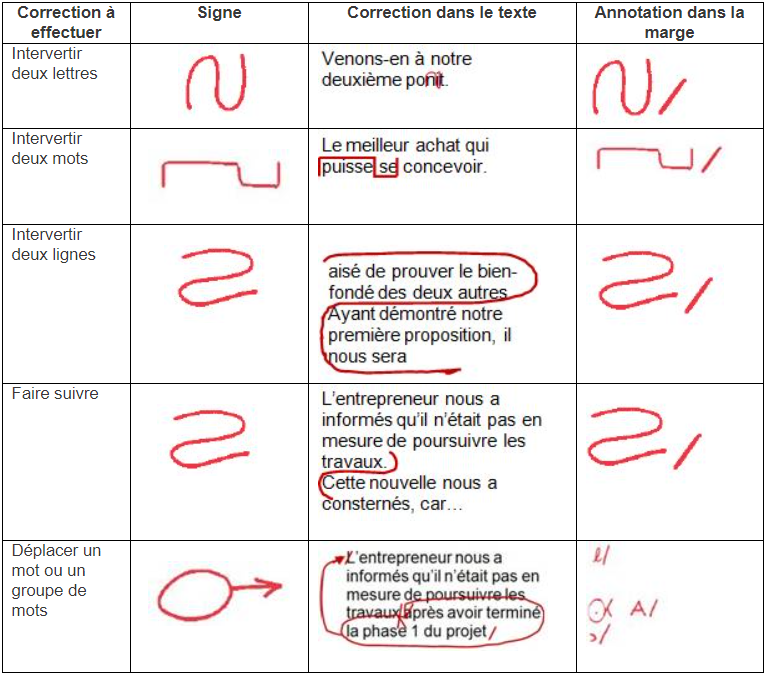 Correction à effectuer Signe Correction dans le texte Annotation dans la marge
Intervertir
deux lettres
Venons-en à notre
deuxième ponit.
Intervertir
deux mots
Le meilleur achat qui
puisse se concevoir.
Intervertir
deux lignes
aisé de prouver le bien-
fondé des deux autres
Ayant démontré notre
première proposition, il
nous sera
Faire suivre
L’entrepreneur nous a
informés qu’il n’était pas en
mesure de poursuivre les
travaux.
Cette nouvelle nous a
consternés, car…
Déplacer un
mot ou un
groupe de
mots
L’entrepreneur nous a
informés qu’il n’était pas en
mesure de poursuivre les
travaux après avoir terminé
la phase 1 du projet
l/
A/